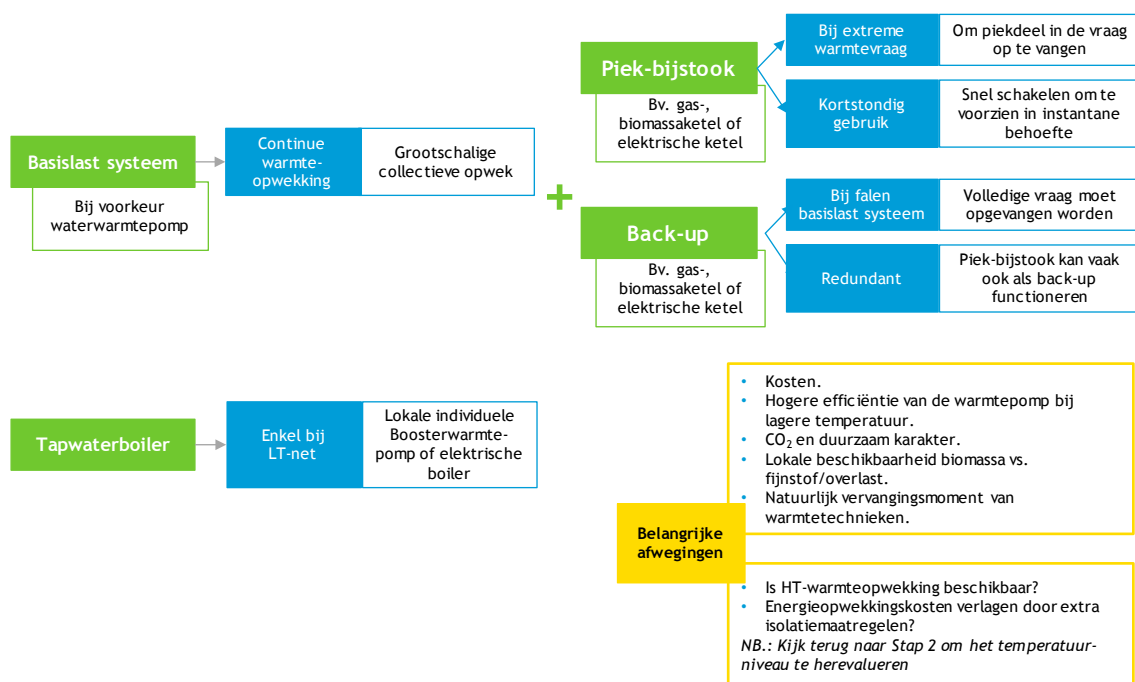 Basislast systeem
Bij voorkeur
waterwarmtepomp
Continue
warmte-
opwekking
Grootschalige
collectieve opwek
+
Piek-bijstook
Bv. gas-,
biomassaketel of
elektrische ketel
Bij extreme
warmtevraag
Om piekdeel in de vraag
op te vangen
Kortstondig
gebruik
Snel schakelen om te
voorzien in instantane
behoefte
Back-up
Bv. gas-,
biomassaketel of
elektrische ketel
Bij falen
basislast systeem
Volledige vraag moet
opgevangen worden
Redundant
Piek-bijstook kan vaak
ook als back-up
functioneren
Tapwaterboiler
Enkel bij
LT-net
Lokale individuele
Boosterwarmte-
pomp of elektrische
boiler
Belangrijke
afwegingen
• Kosten.
• Hogere efficiëntie van de warmtepomp bij
lagere temperatuur.
• CO₂ en duurzaam karakter.
• Lokale beschikbaarheid biomassa vs.
fijnstof/overlast.
• Natuurlijk vervangingsmoment van
warmtetechnieken.
• Is HT-warmteopwekking beschikbaar?
• Energieopwekkingskosten verlagen door extra
isolatiemaatregelen?
NB.: Kijk terug naar Stap 2 om het temperatuur-
niveau te herevalueren